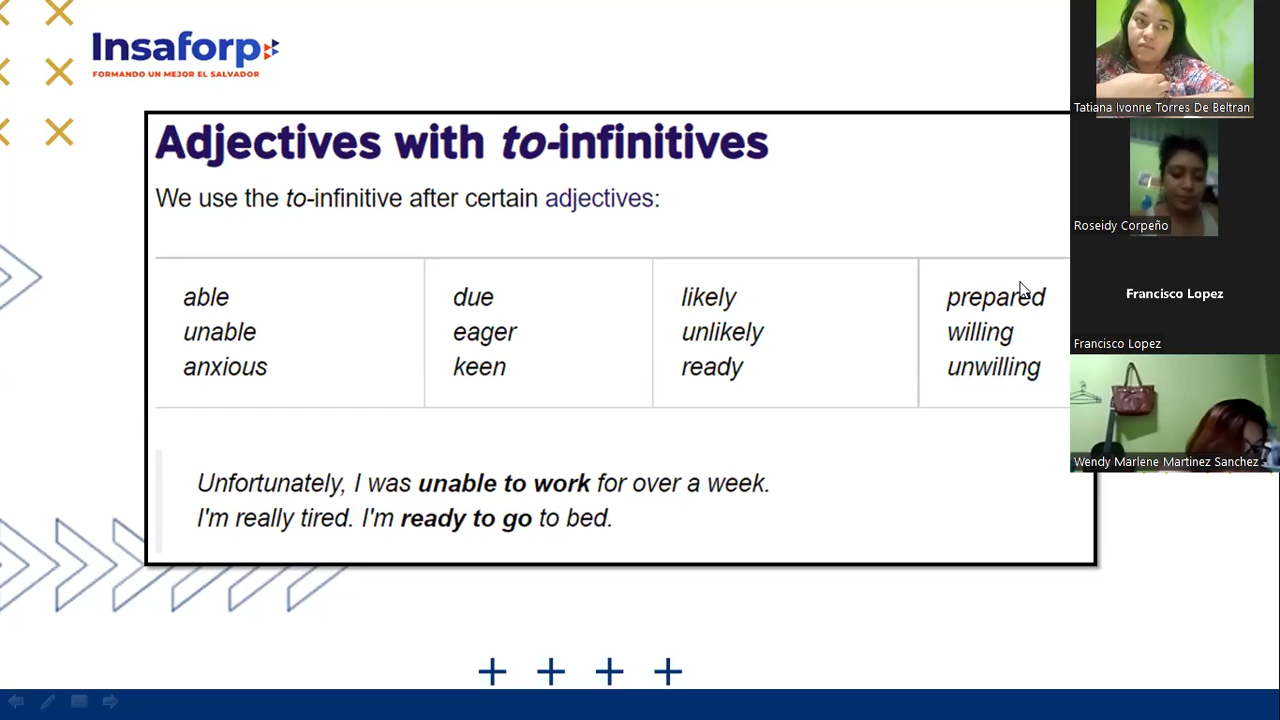 Insaforp
FORMANDO UN MEJOR EL SALVADOR
Adjectives with to-infinitives
We use the to-infinitive after certain adjectives:
able due likely prepared
unable eager unlikely willing
anxious keen ready unwilling
Unfortunately, I was unable to work for over a week.
I'm really tired. I'm ready to go to bed.
Tatiana Ivonne Torres De Beltran
Roseidy Corpeño
Francisco Lopez
Francisco Lopez
Wendy Marlene Martinez Sanchez